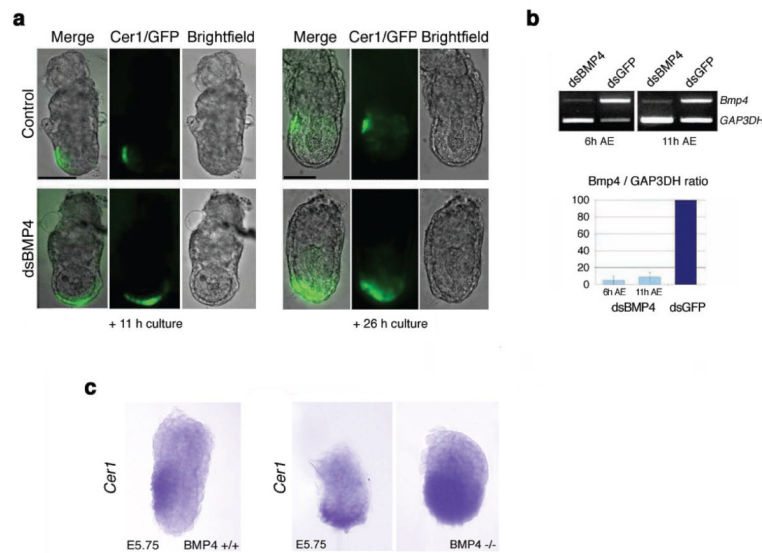 a
Merge Cer1/GFP Brightfield
Merge Cer1/GFP Brightfield
Control
dsBMP4
+ 11 h culture
+ 26 h culture
b
dsBMP4 dsGFP dsBMP4 dsGFP
Bmp4
GAP3DH
6h AE 11h AE
Bmp4 / GAP3DH ratio
100
80
60
40
20
0
6h AE 11h AE
dsBMP4 dsGFP
c
Cer1
E5.75 BMP4 +/+
Cer1
E5.75 BMP4 -/-